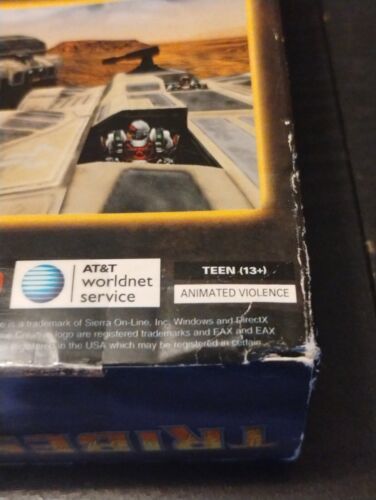 AT&T
worldnet
service
TEEN (13+)
ANIMATED VIOLENCE
is a trademark of Sierra On-Line, Inc. Windows and DirectX
Creative logo are registered trademarks and EAX and EAX
in the USA which may be registered in certain
TRIBE